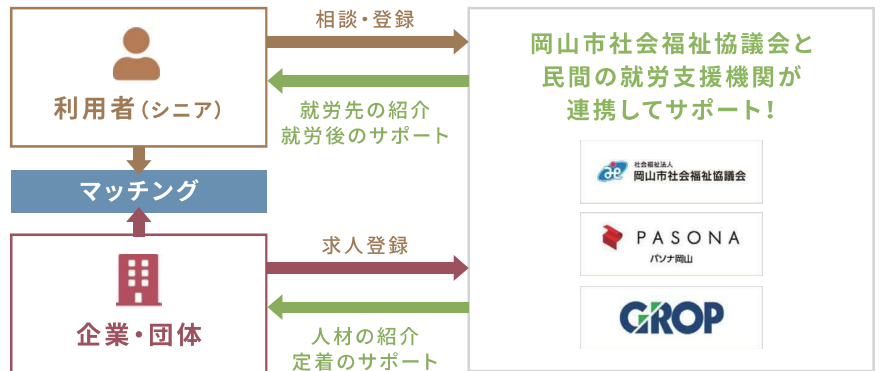 相談・登録
利用者（シニア）
就労先の紹介
就労後のサポート
マッチング
求人登録
企業・団体
人材の紹介
定着のサポート
岡山市社会福祉協議会と
民間の就労支援機関が
連携してサポート！
社会福祉法人
岡山市社会福祉協議会
PASONA
パソナ岡山
GROP